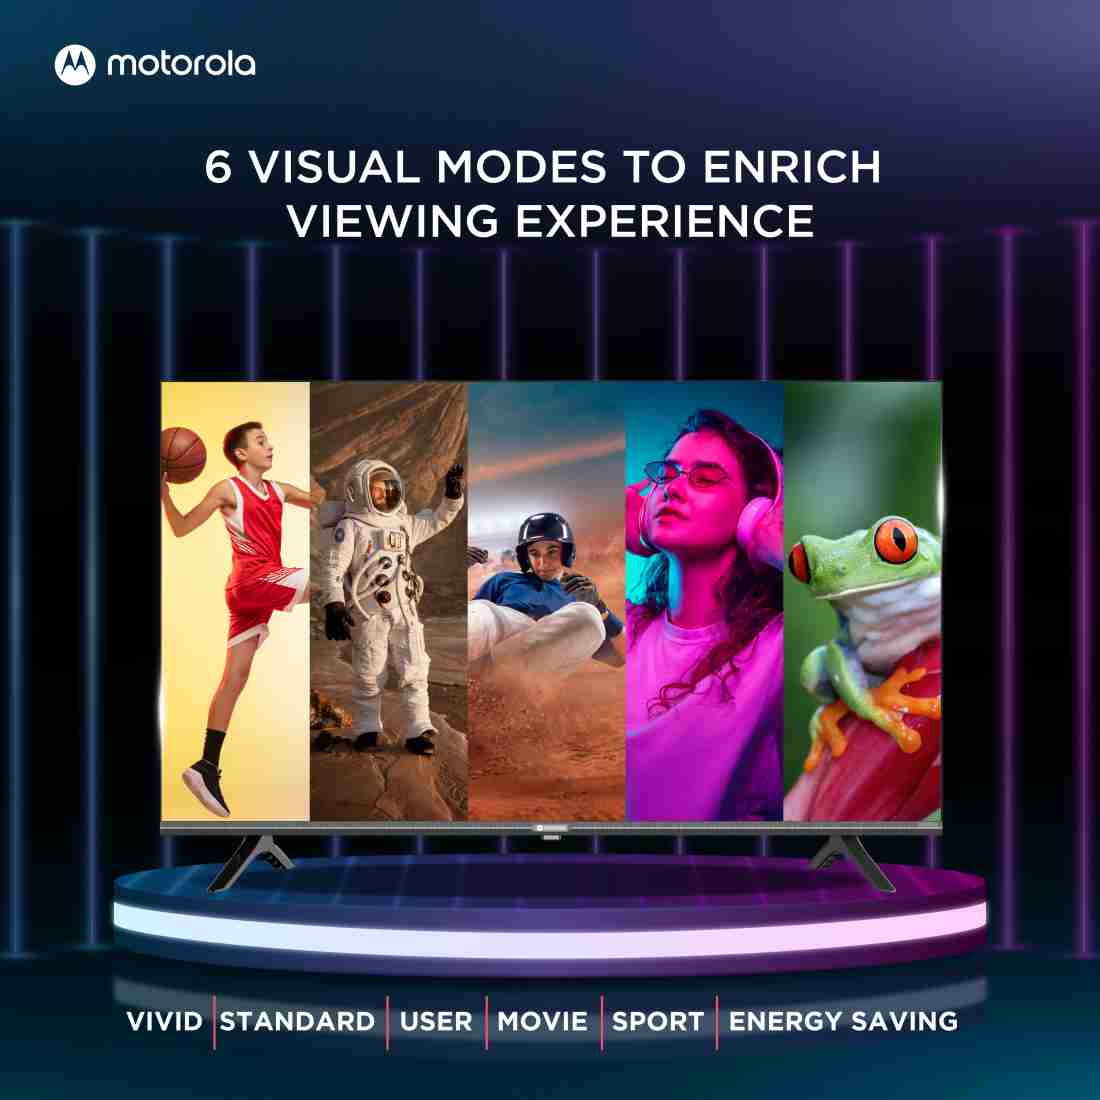 motorola
6 VISUAL MODES TO ENRICH
VIEWING EXPERIENCE
VIVID | STANDARD | USER | MOVIE | SPORT | ENERGY SAVING